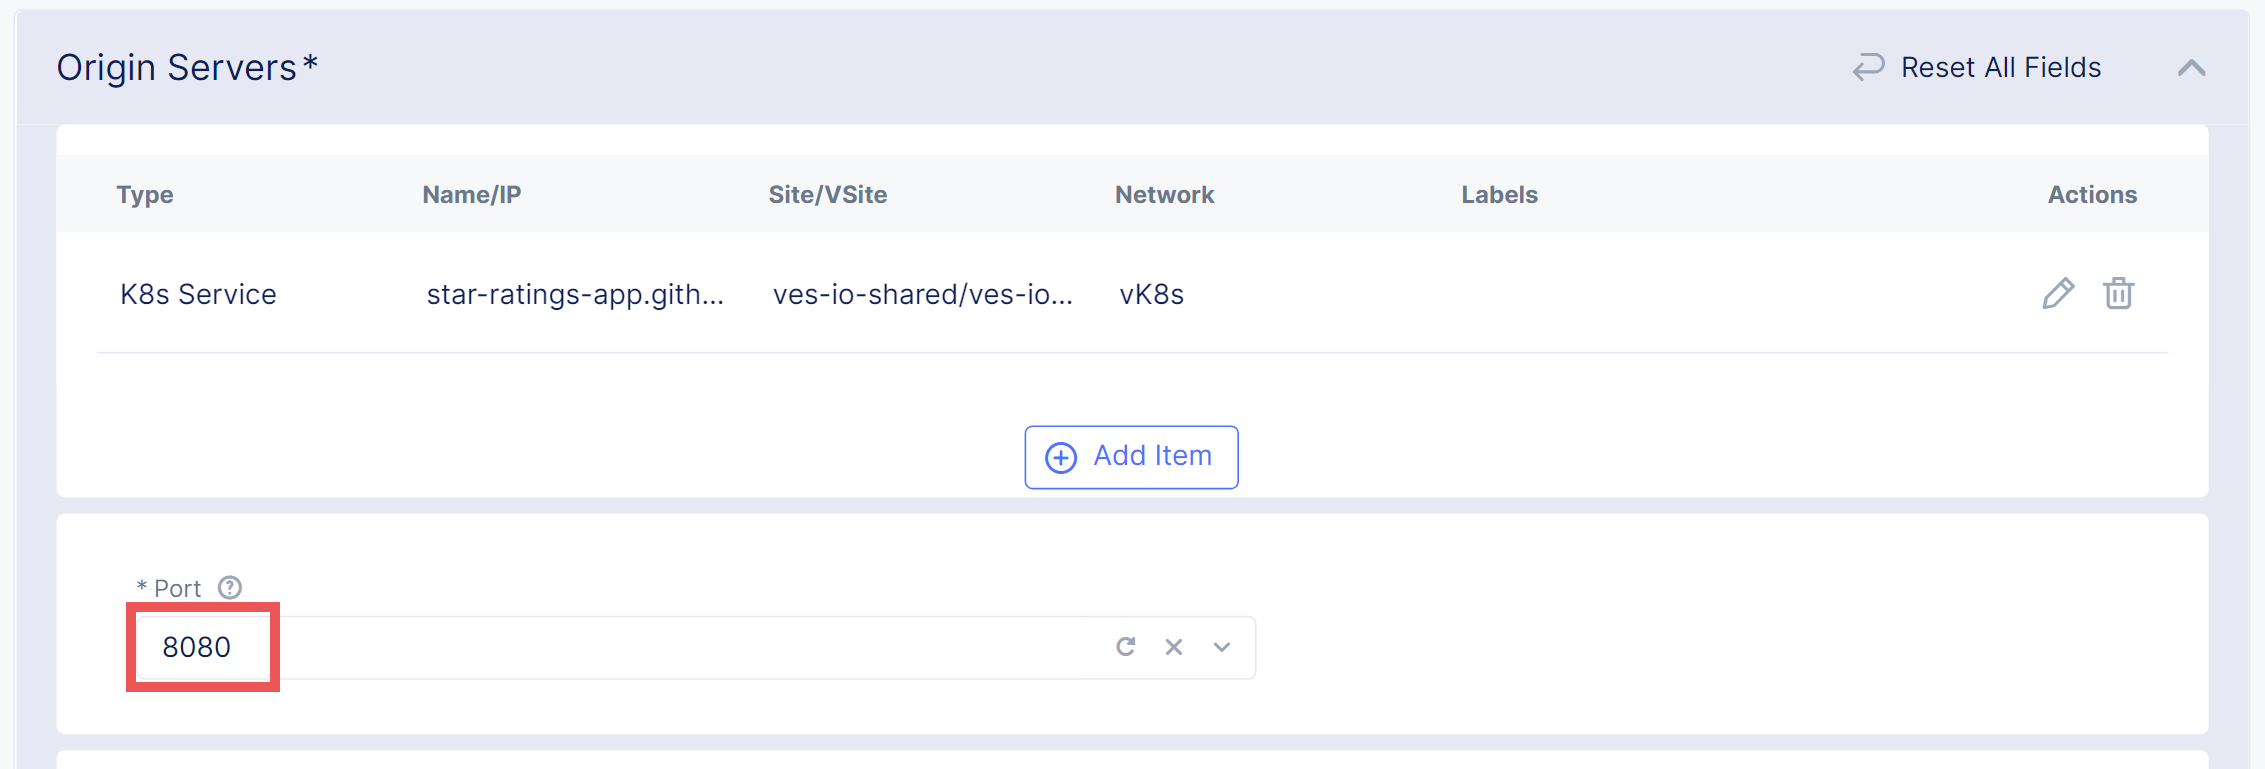 Origin Servers* Reset All Fields
Type Name/IP Site/VSite Network Labels Actions
K8s Service star-ratings-app.gith... ves-io-shared/ves-io... vK8s
Add Item
* Port
8080